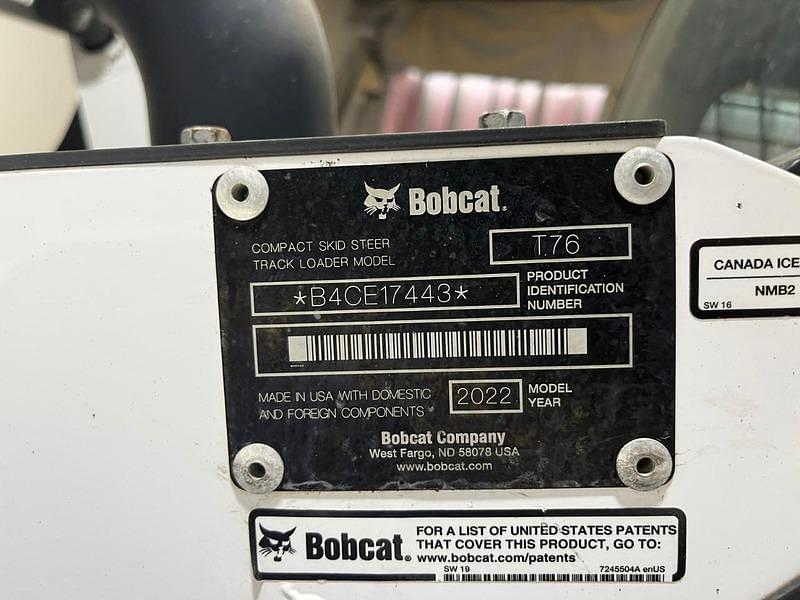 Bobcat.
COMPACT SKID STEER
TRACK LOADER MODEL
T76
*B4CE17443*
PRODUCT
IDENTIFICATION
NUMBER
MADE IN USA WITH DOMESTIC
AND FOREIGN COMPONENTS
2022
MODEL
YEAR
Bobcat Company
West Fargo, ND 58078 USA
www.bobcat.com
CANADA ICE
NMB2
SW 16
Bobcat®
FOR A LIST OF UNITED STATES PATENTS
THAT COVER THIS PRODUCT, GO TO:
www.bobcat.com/patents
SW 19
7245504A enUS